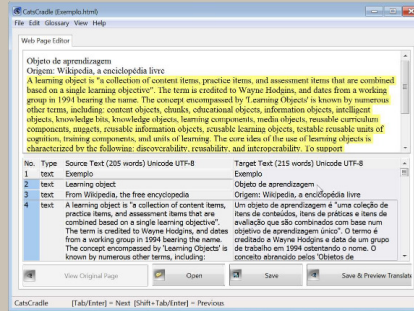 CatsCradle (Exemplo.html)
File Edit Glossary View Help
Web Page Editor
Objeto de aprendizagem
Origem: Wikipedia, a enciclopédia livre
A learning object is "a collection of content items, practice items, and assessment items that are combined
based on a single learning objective". The term is credited to Wayne Hodgins, and dates from a working
group in 1994 bearing the name. The concept encompassed by 'Learning Objects' is known by numerous
other terms, including: content objects, chunks, educational objects, information objects, intelligent
objects, knowledge bits, knowledge objects, learning components, media objects, reusable curriculum
components, nuggets, reusable information objects, reusable learning objects, testable reusable units of
cognition, training components, and units of learning. The core idea of the use of learning objects is
characterized by the following: discoverability, reusability, and interoperability. To support
No. Type Source Text (205 words) Unicode UTF-8 Target Text (215 words) Unicode UTF-8
1 text Exemplo Exemplo
2 text Learning object Objeto de aprendizagem
3 text From Wikipedia, the free encyclopedia Origem: Wikipédia, a enciclopédia livre
4 text A learning object is "a collection of content items, Um objeto de aprendizagem é "uma coleção de
practice items, and assessment items that are itens de conteúdos, itens de práticas e itens de
combined based on a single learning objective". avaliação que são combinados com base num
The term is credited to Wayne Hodgins, and dates objetivo de aprendizagem único". O termo é
from a working group in 1994 bearing the name. creditado a Wayne Hodgins e data de um grupo
The concept encompassed by 'Learning Objects' is de trabalho em 1994 ostentando o nome. O
known by numerous other terms, including: conceito abrangido pelos 'Objetos de
View Original Page Open Save Save & Preview Translate
CatsCradle [Tab/Enter] = Next [Shift+Tab/Enter] = Previous